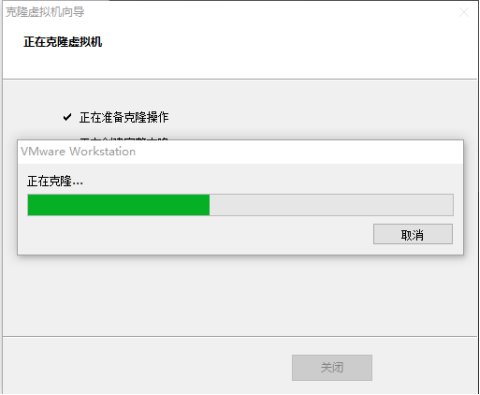 克隆虚拟机向导
正在克隆虚拟机
正在准备克隆操作
VMware Workstation
正在克隆...
取消
关闭